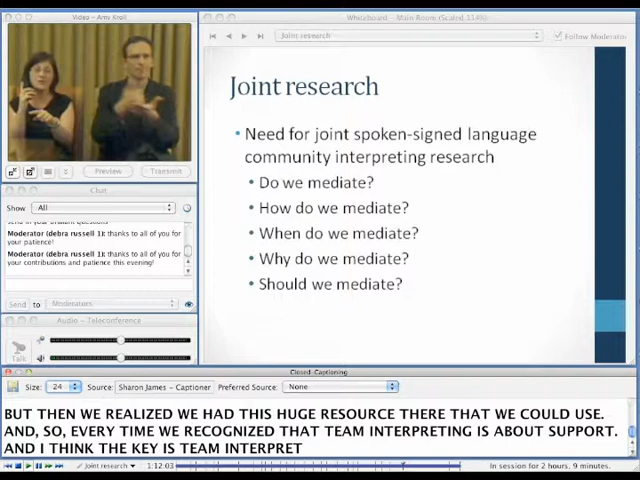 Video - Amy Kroll
Preview
Transmit
Chat
Show
All
Moderator (debra russell 1): thanks to all of you for
your patience!
Moderator (debra russell 1): thanks to all of you for
your contributions and patience this evening!
Send
to
Moderators
Audio - Teleconference
Talk
Whiteboard - Main Room (Scaled 114%)
Joint research
Follow Moderator
Joint research
• Need for joint spoken-signed language
community interpreting research
• Do we mediate?
• How do we mediate?
• When do we mediate?
• Why do we mediate?
• Should we mediate?
Closed-Captioning
Size: 24 Source: Sharon James - Captioner Preferred Source: None
BUT THEN WE REALIZED WE HAD THIS HUGE RESOURCE THERE THAT WE COULD USE.
AND, SO, EVERY TIME WE RECOGNIZED THAT TEAM INTERPRETING IS ABOUT SUPPORT.
AND I THINK THE KEY IS TEAM INTERPRET
Joint research
1:12:03
In session for 2 hours, 9 minutes.